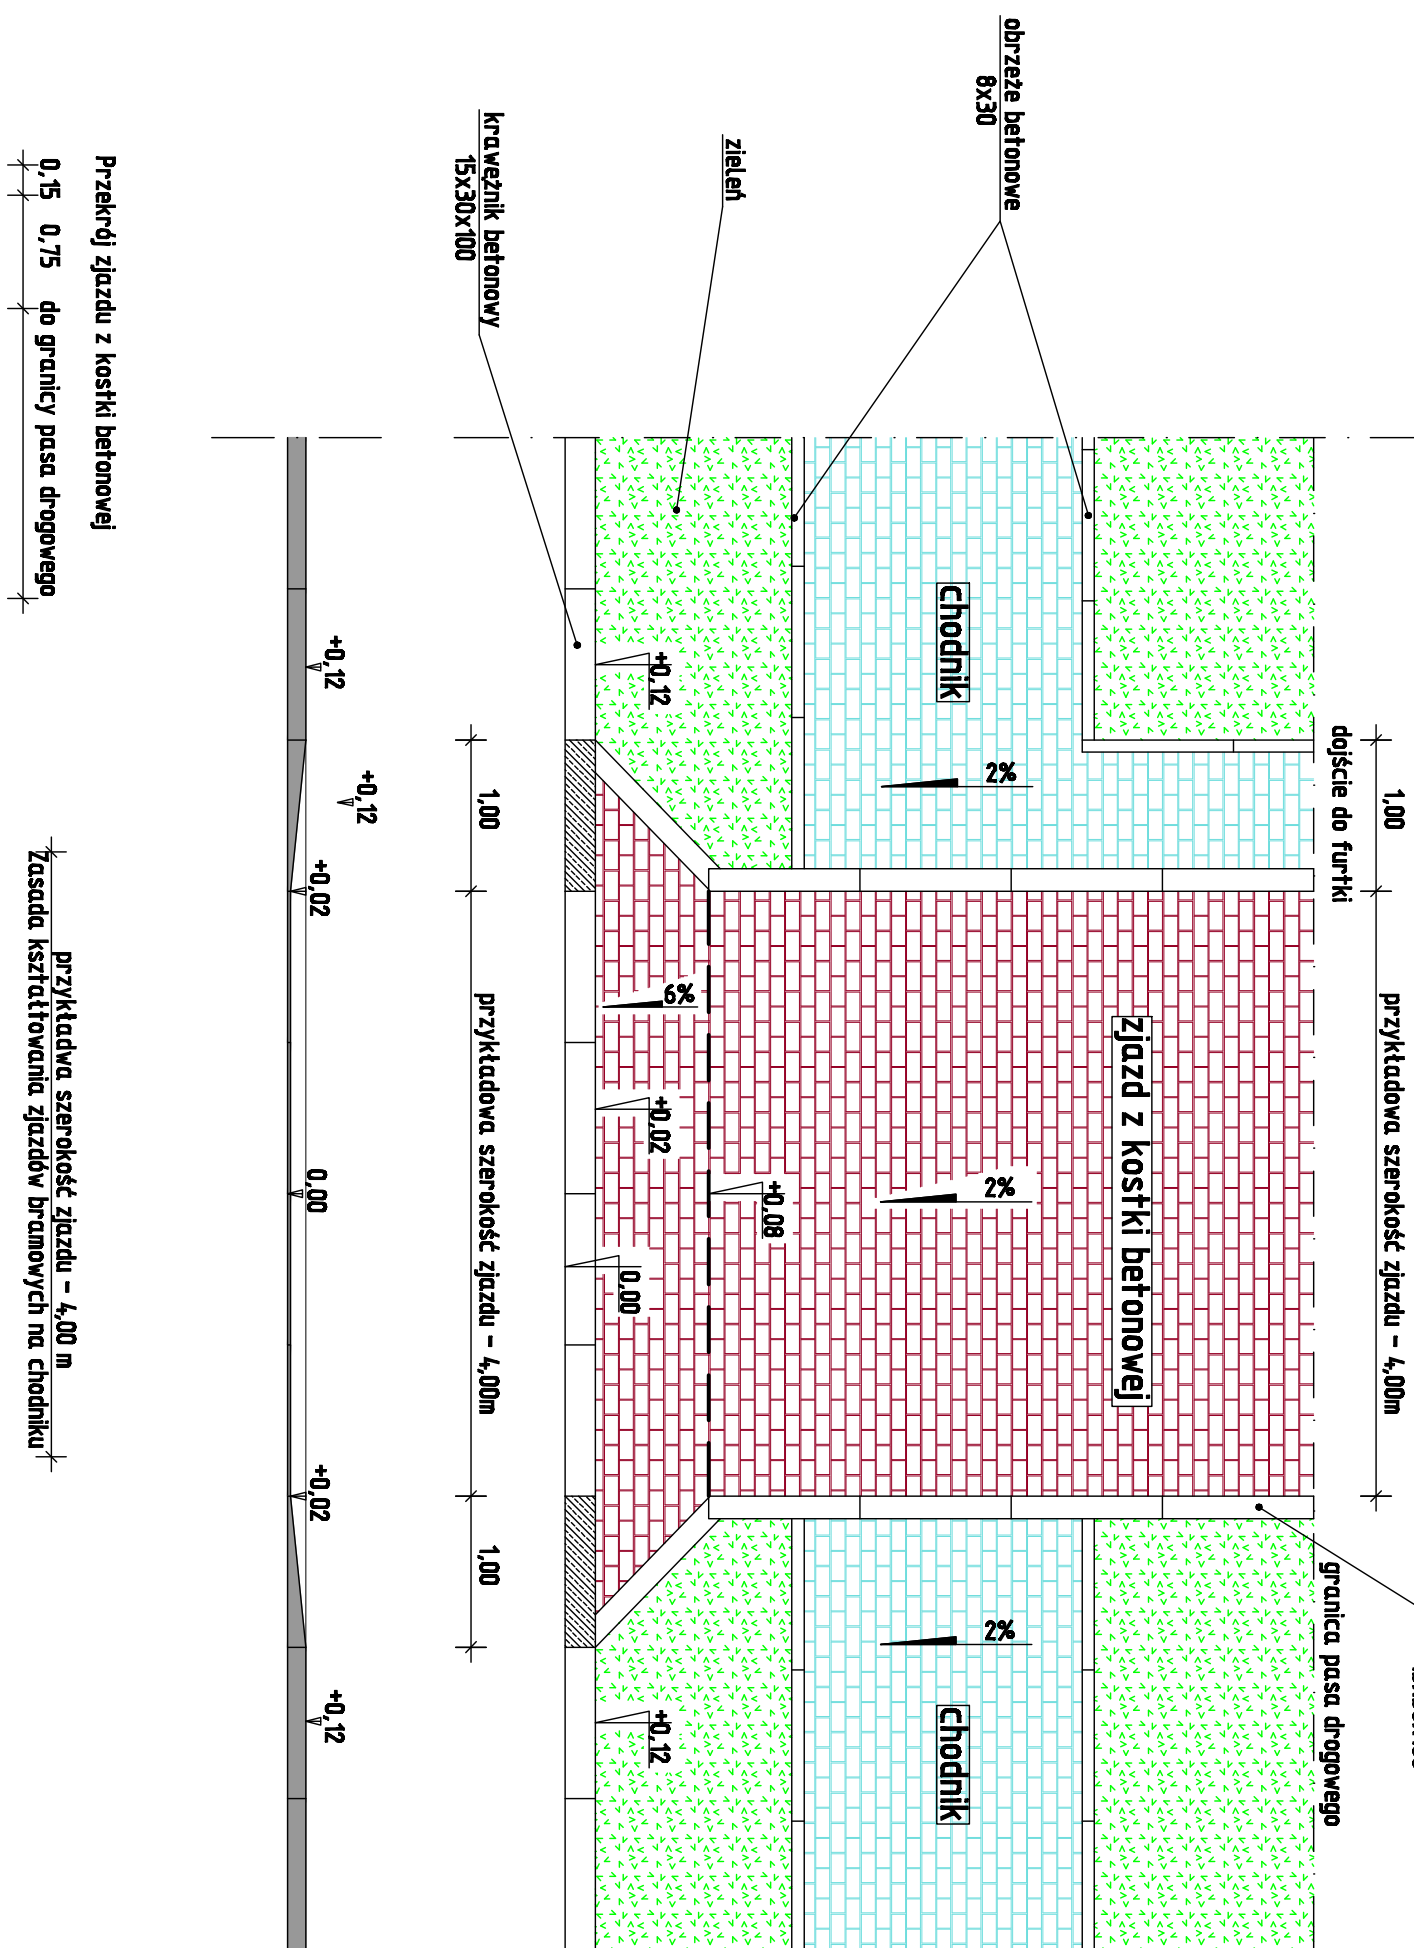 1,00
przykładowa szerokość zjazdu - 4,00m
dojście do furtki
granica pasa drogowego
obrzeże betonowe
8x30
zjazd z kostki betonowej
chodnik
2%
2%
2%
chodnik
zieleń
+0,08
+0,12
6%
+0,02
0,00
+0,12
krawężnik betonowy
15x30x100
1,00
przykładowa szerokość zjazdu - 4,00m
1,00
+0,12
+0,12
+0,02
0,00
+0,02
+0,12
Przekrój zjazdu z kostki betonowej
0,15
0,75
do granicy pasa drogowego
przykładwa szerokość zjazdu - 4,00 m
Zasada kształtowania zjazdów bramowych na chodniku